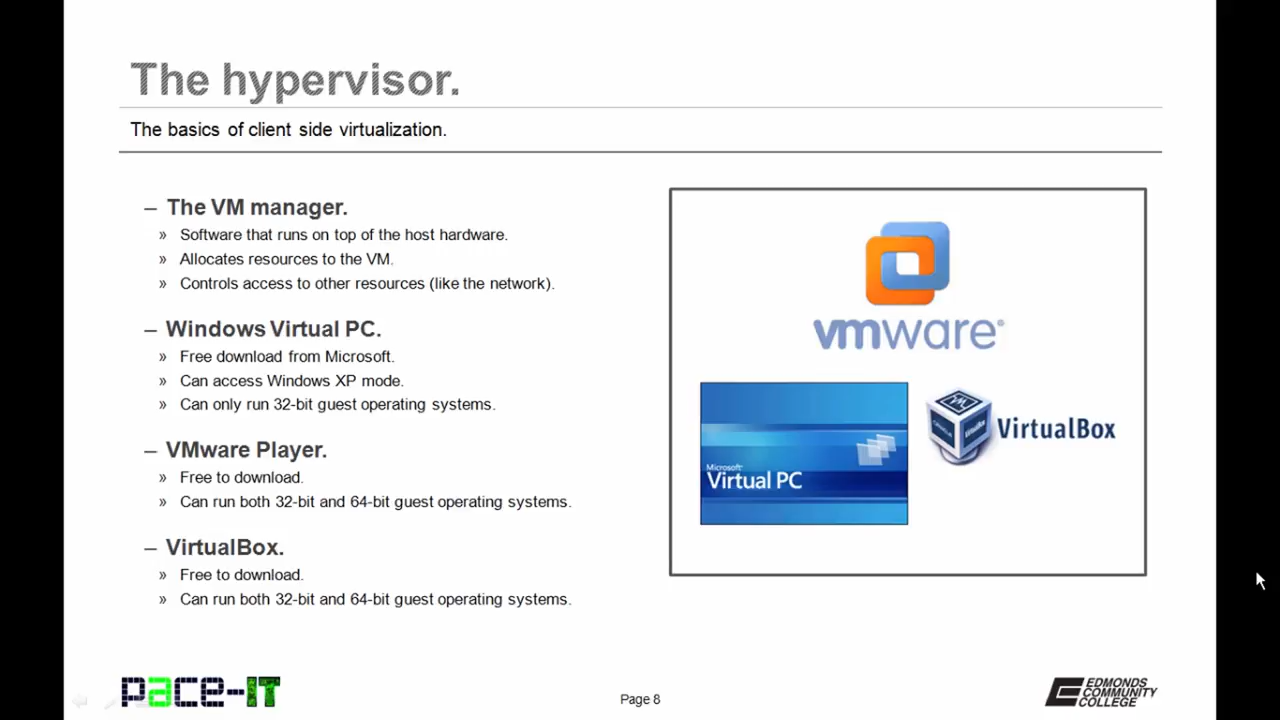 The hypervisor.
The basics of client side virtualization.
– The VM manager.
» Software that runs on top of the host hardware.
» Allocates resources to the VM.
» Controls access to other resources (like the network).
– Windows Virtual PC.
» Free download from Microsoft.
» Can access Windows XP mode.
» Can only run 32-bit guest operating systems.
– VMware Player.
» Free to download.
» Can run both 32-bit and 64-bit guest operating systems.
– VirtualBox.
» Free to download.
» Can run both 32-bit and 64-bit guest operating systems.
vmware®
Microsoft
Virtual PC
ORACLE
VirtualBox
pace-IT
Page 8
EDMONDS
COMMUNITY
COLLEGE